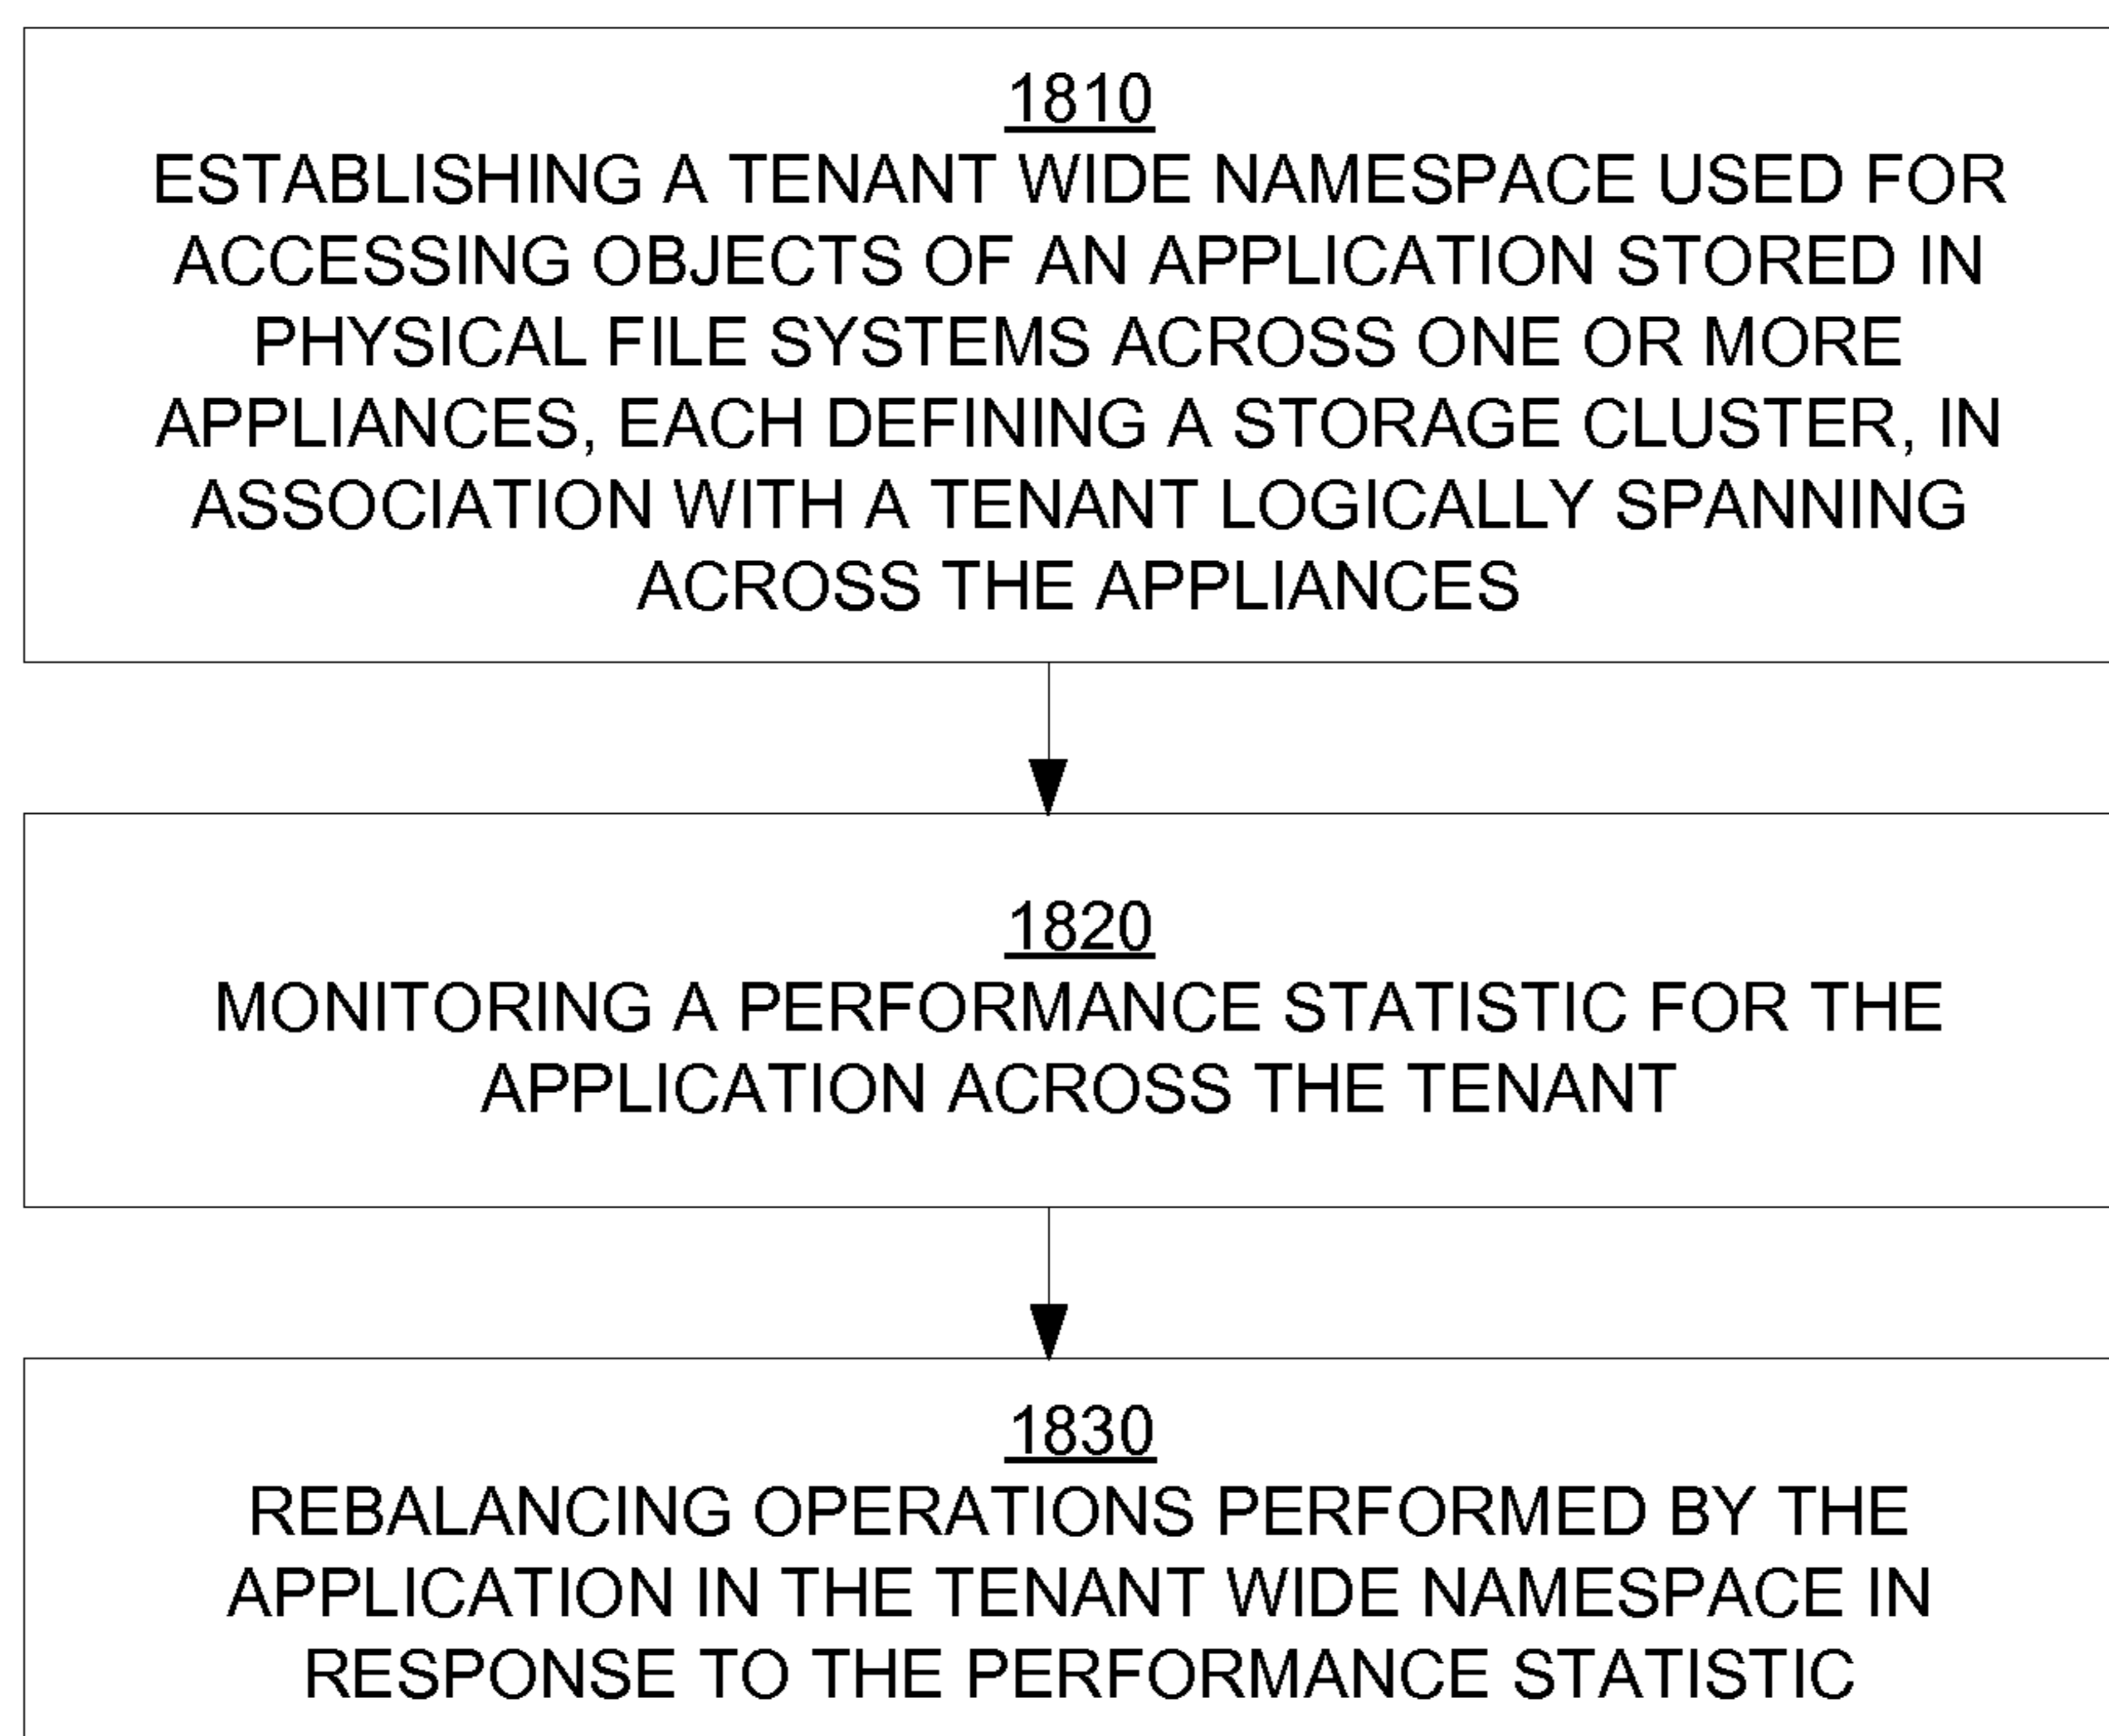 1810
ESTABLISHING A TENANT WIDE NAMESPACE USED FOR
ACCESSING OBJECTS OF AN APPLICATION STORED IN
PHYSICAL FILE SYSTEMS ACROSS ONE OR MORE
APPLIANCES, EACH DEFINING A STORAGE CLUSTER, IN
ASSOCIATION WITH A TENANT LOGICALLY SPANNING
ACROSS THE APPLIANCES
1820
MONITORING A PERFORMANCE STATISTIC FOR THE
APPLICATION ACROSS THE TENANT
1830
REBALANCING OPERATIONS PERFORMED BY THE
APPLICATION IN THE TENANT WIDE NAMESPACE IN
RESPONSE TO THE PERFORMANCE STATISTIC